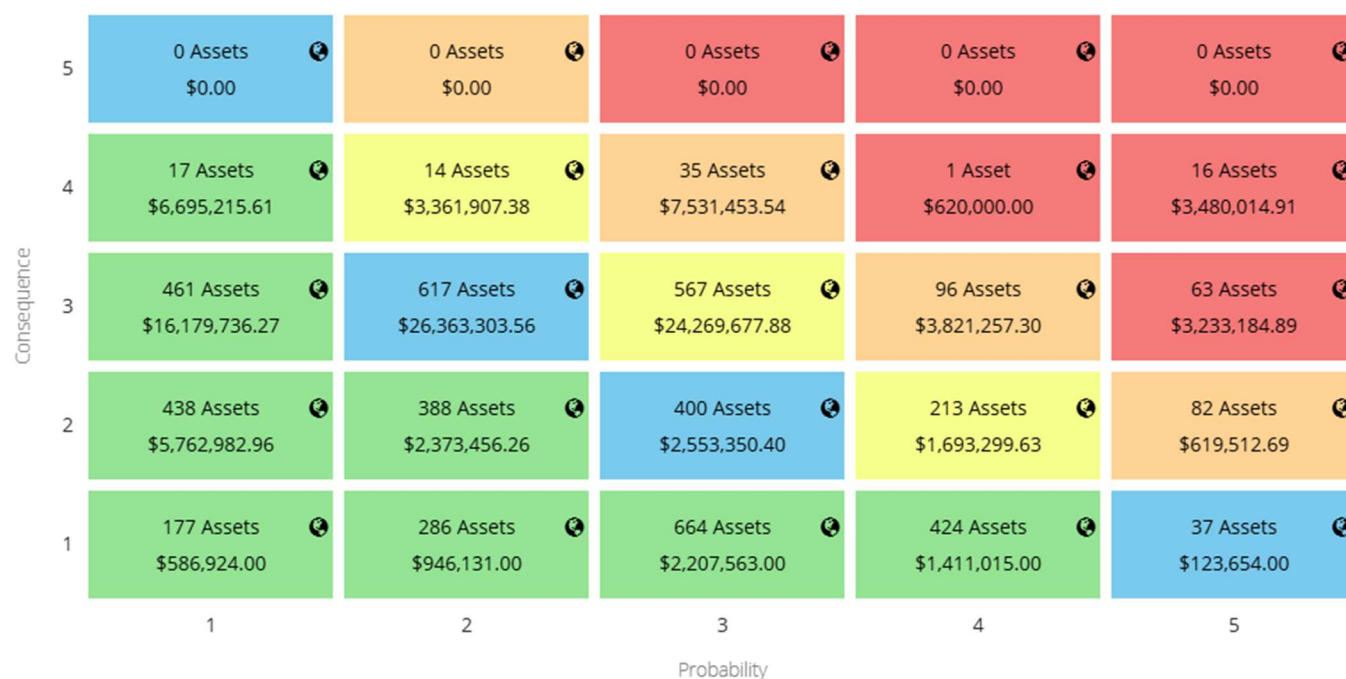 5
0 Assets
$0.00
0 Assets
$0.00
0 Assets
$0.00
0 Assets
$0.00
0 Assets
$0.00
4
17 Assets
$6,695,215.61
14 Assets
$3,361,907.38
35 Assets
$7,531,453.54
1 Asset
$620,000.00
16 Assets
$3,480,014.91
Consequence
3
461 Assets
$16,179,736.27
617 Assets
$26,363,303.56
567 Assets
$24,269,677.88
96 Assets
$3,821,257.30
63 Assets
$3,233,184.89
2
438 Assets
$5,762,982.96
388 Assets
$2,373,456.26
400 Assets
$2,553,350.40
213 Assets
$1,693,299.63
82 Assets
$619,512.69
1
177 Assets
$586,924.00
286 Assets
$946,131.00
664 Assets
$2,207,563.00
424 Assets
$1,411,015.00
37 Assets
$123,654.00
1
2
3
4
5
Probability